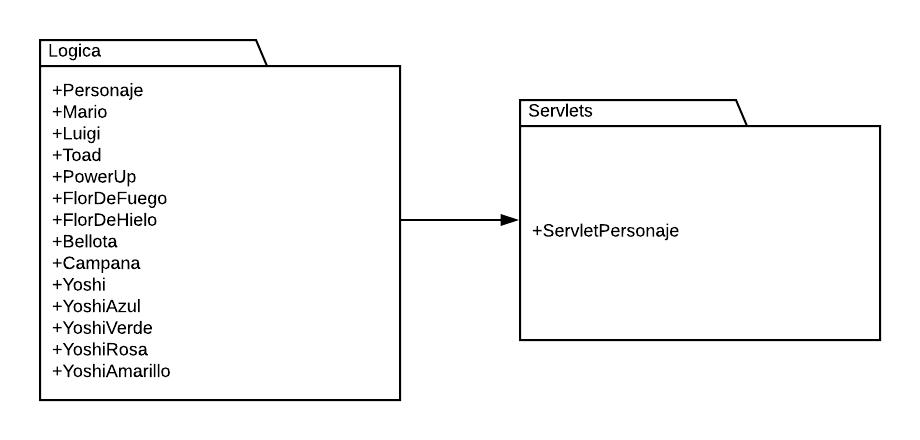 Logica
+Personaje
+Mario
+Luigi
+Toad
+PowerUp
+FlorDeFuego
+FlorDeHielo
+Bellota
+Campana
+Yoshi
+YoshiAzul
+YoshiVerde
+YoshiRosa
+YoshiAmarillo
Servlets
+ServletPersonaje